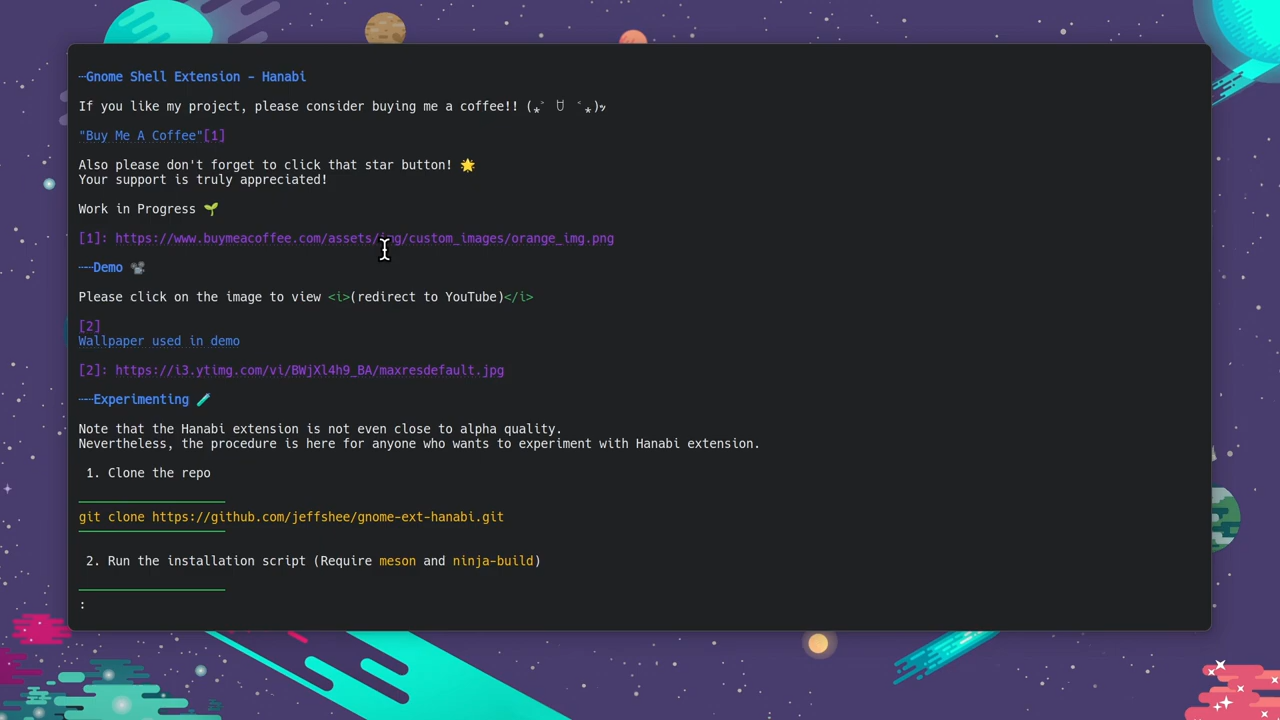 ┄Gnome Shell Extension - Hanabi
If you like my project, please consider buying me a coffee!!
"Buy Me A Coffee"[1]
Also please don't forget to click that star button! 🌟
Your support is truly appreciated!
Work in Progress 🌱
[1]: https://www.buymeacoffee.com/assets/img/custom_images/orange_img.png
┄┄Demo 📽
Please click on the image to view <i>(redirect to YouTube)</i>
[2]
Wallpaper used in demo
[2]: https://i3.ytimg.com/vi/BWjXl4h9_BA/maxresdefault.jpg
┄┄Experimenting 🧪
Note that the Hanabi extension is not even close to alpha quality.
Nevertheless, the procedure is here for anyone who wants to experiment with Hanabi extension.
1. Clone the repo
git clone https://github.com/jeffshee/gnome-ext-hanabi.git
2. Run the installation script (Require meson and ninja-build)
: